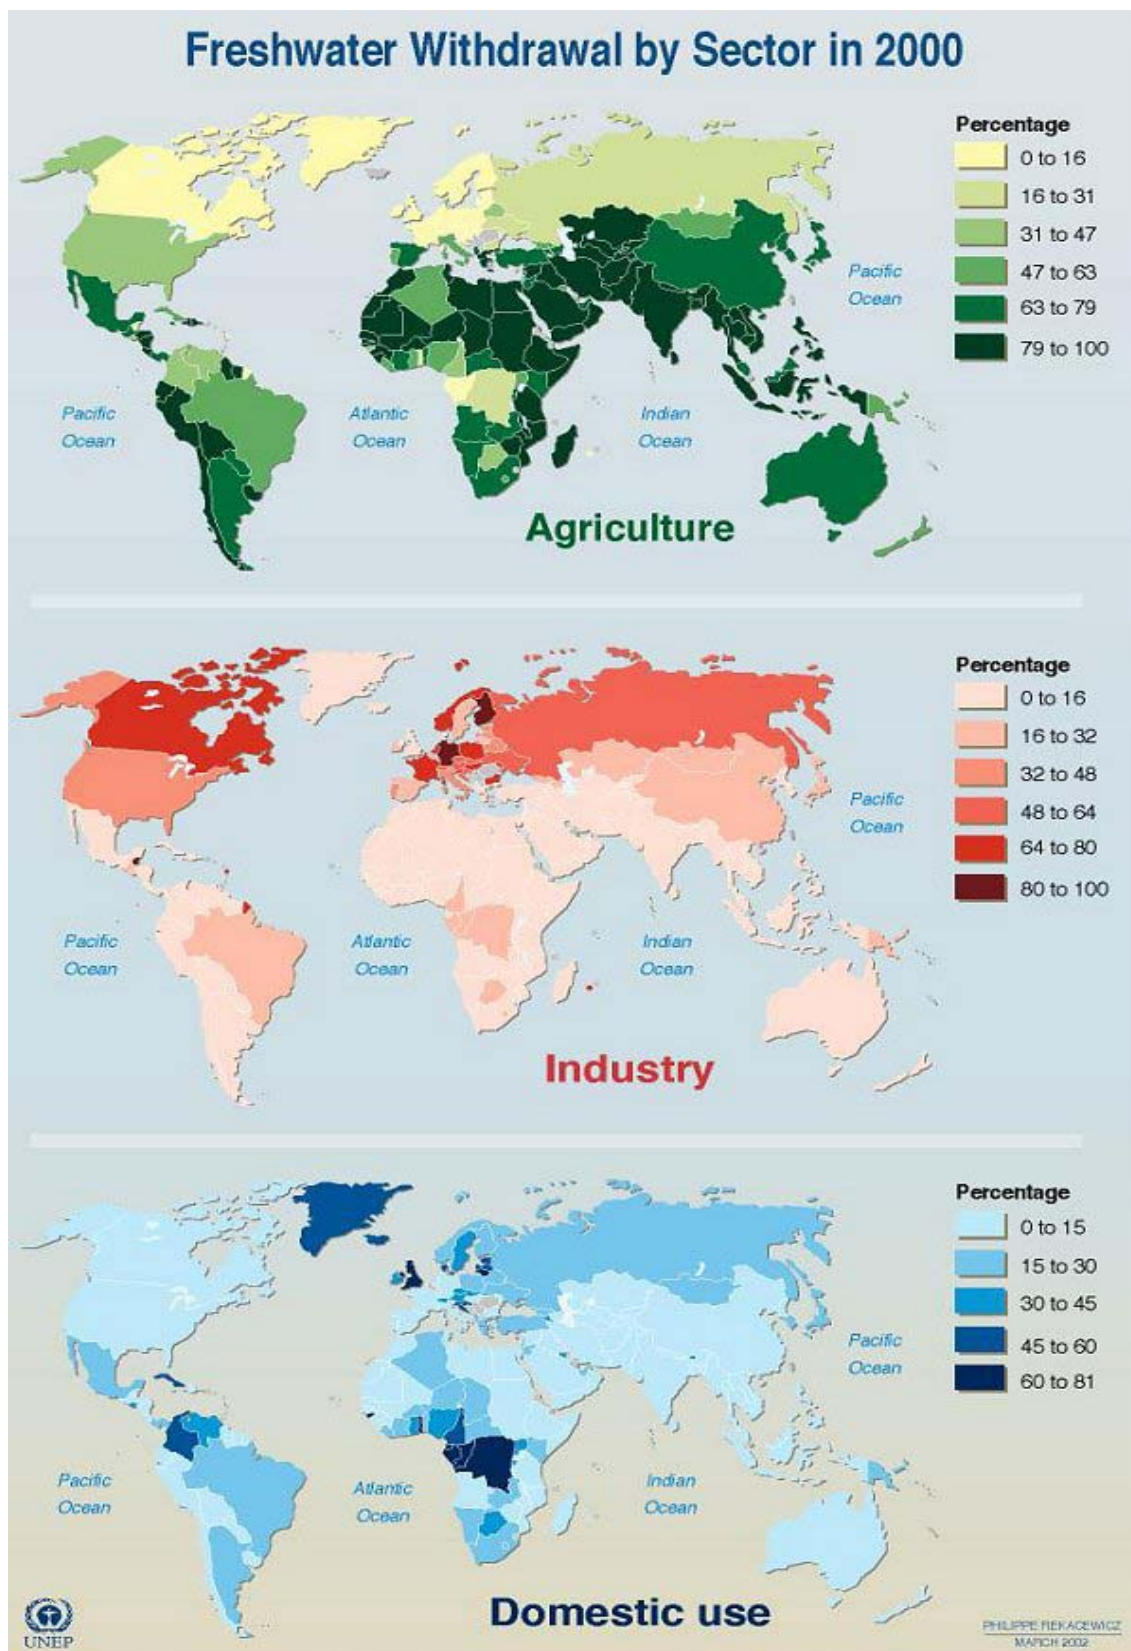 Freshwater Withdrawal by Sector in 2000
Percentage
0 to 16
16 to 31
31 to 47
47 to 63
63 to 79
79 to 100
Pacific
Ocean
Pacific
Ocean
Atlantic
Ocean
Indian
Ocean
Agriculture
Percentage
0 to 16
16 to 32
32 to 48
48 to 64
64 to 80
80 to 100
Pacific
Ocean
Pacific
Ocean
Atlantic
Ocean
Indian
Ocean
Industry
Percentage
0 to 15
15 to 30
30 to 45
45 to 60
60 to 81
Pacific
Ocean
Pacific
Ocean
Atlantic
Ocean
Indian
Ocean
Domestic use
UNEP
PHILIPPE REKACEWICZ
MARCH 2002